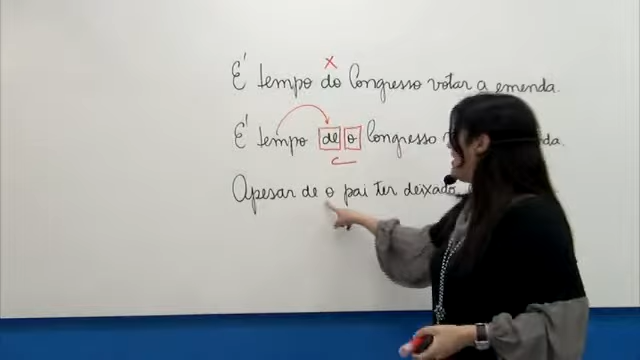 É tempo do Congresso votar a emenda.
É tempo de o Congresso
Apesar de o pai ter deixado,